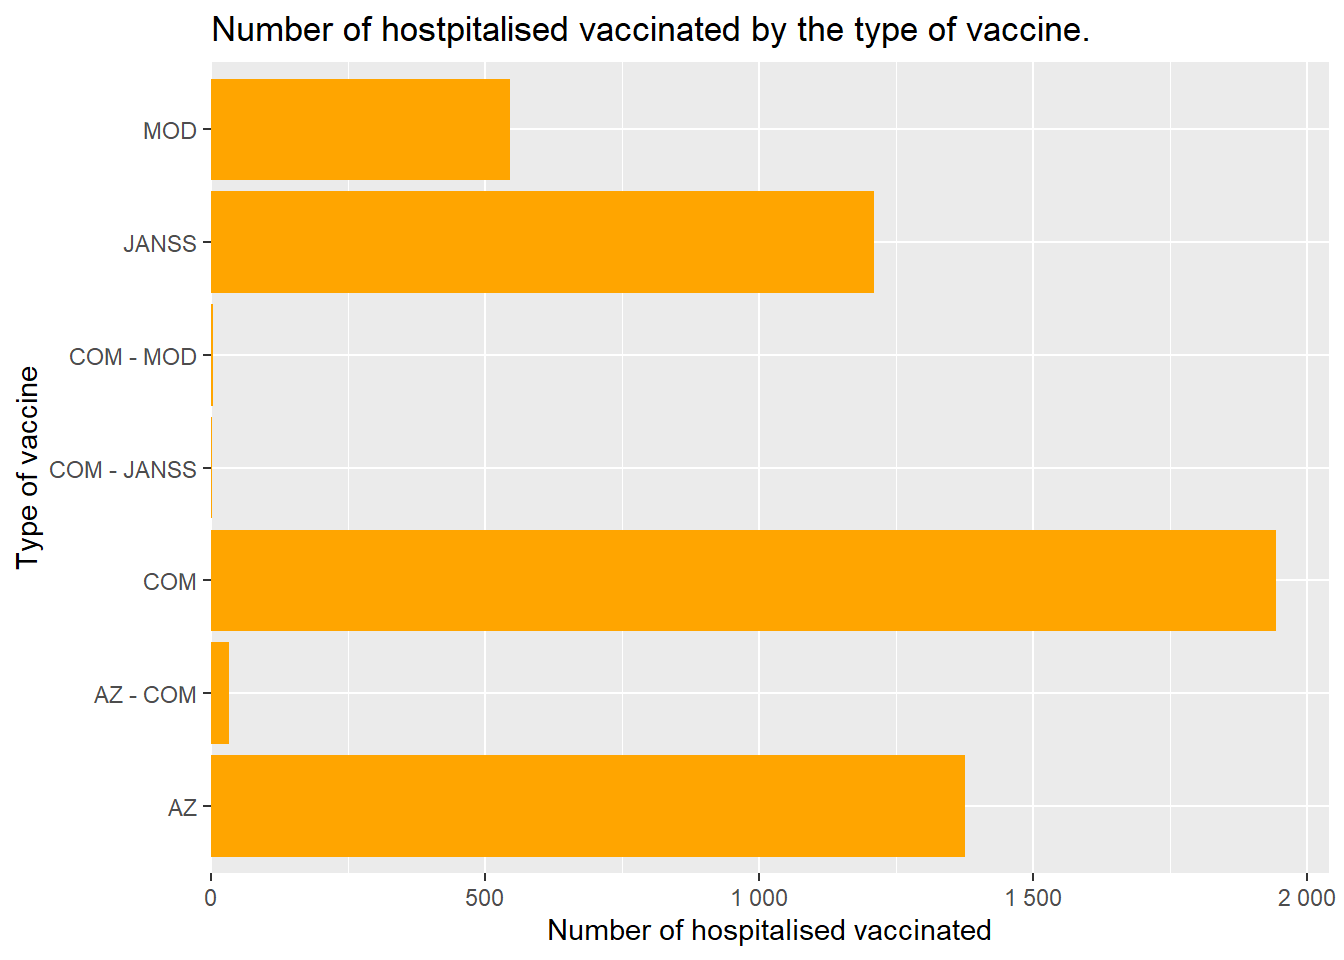 Number of hostpitalised vaccinated by the type of vaccine.
Type of vaccine
MOD
JANSS
COM - MOD
COM - JANSS
COM
AZ - COM
AZ
0 500 1 000 1 500 2 000
Number of hospitalised vaccinated